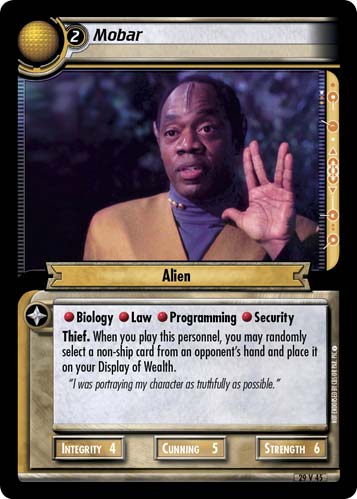 2 Mobar
Alien
Biology Law Programming Security
Thief. When you play this personnel, you may randomly
select a non-ship card from an opponent's hand and place it
on your Display of Wealth.
"I was portraying my character as truthfully as possible."
INTEGRITY 4 CUNNING 5 STRENGTH 6
29 V 45